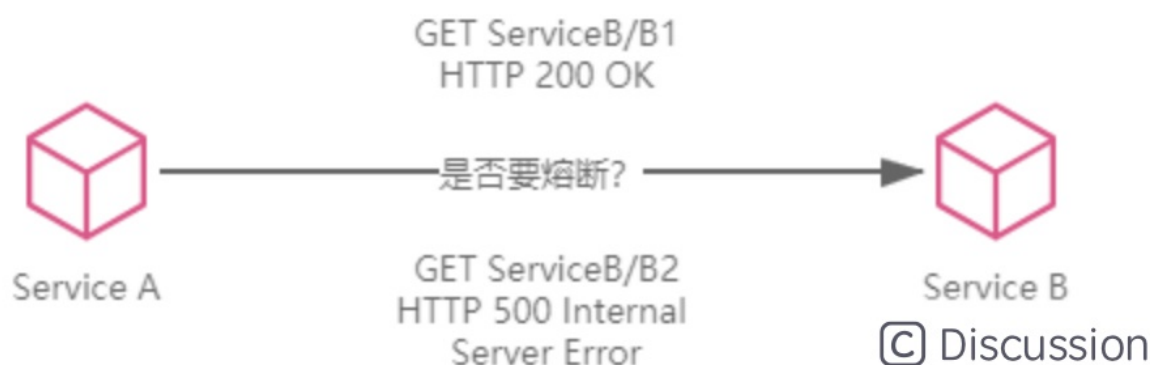 GET ServiceB/B1
HTTP 200 OK
是否要熔断?
Service A
GET ServiceB/B2
HTTP 500 Internal
Server Error
Service B
C Discussion